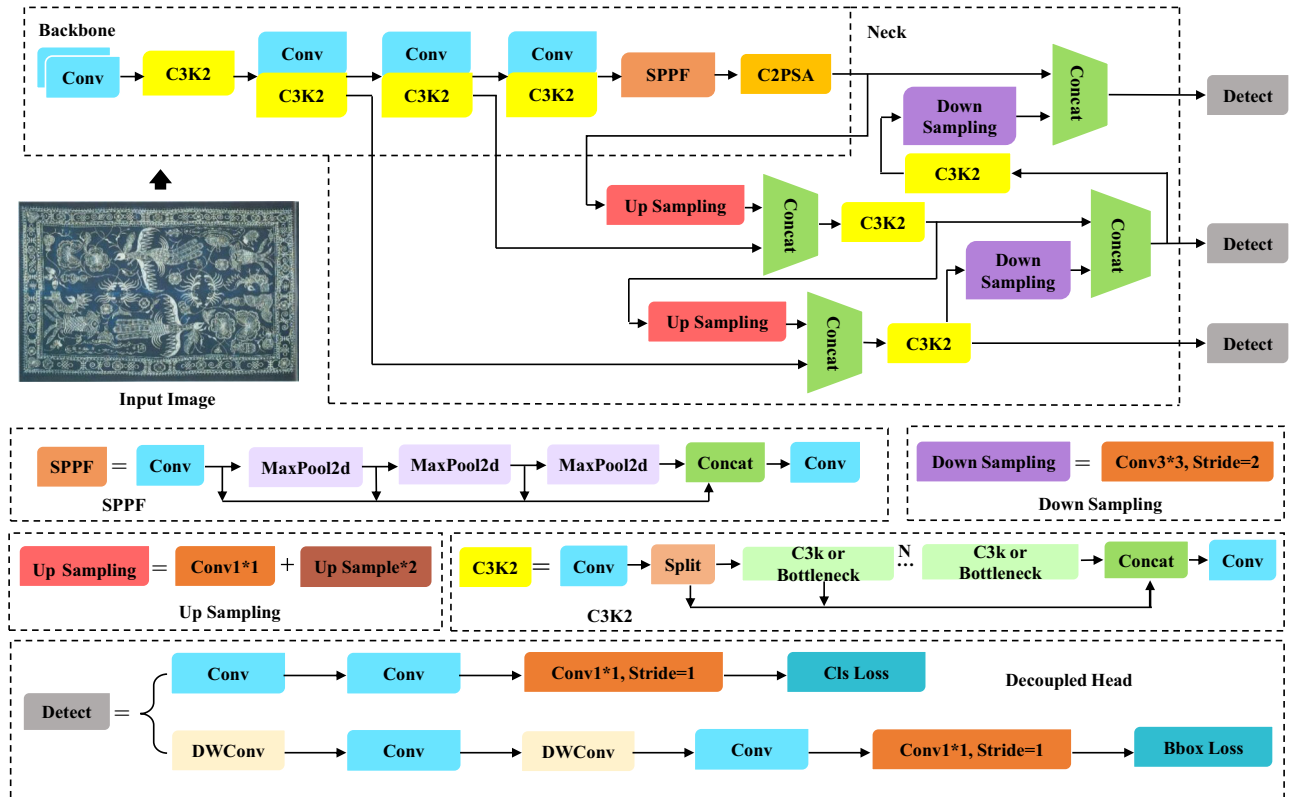 Backbone
Neck
Conv
C3K2
Conv
C3K2
Conv
C3K2
Conv
C3K2
SPPF
C2PSA
Concat
Detect
Down
Sampling
C3K2
Up Sampling
Concat
C3K2
Concat
Detect
Down
Sampling
Up Sampling
Concat
C3K2
Detect
Input Image
SPPF
=
Conv
MaxPool2d
MaxPool2d
MaxPool2d
Concat
Conv
SPPF
Down Sampling
=
Conv3*3, Stride=2
Down Sampling
Up Sampling
=
Conv1*1
+
Up Sample*2
Up Sampling
C3K2
=
Conv
Split
C3k or
Bottleneck
N
...
C3k or
Bottleneck
Concat
Conv
C3K2
Detect
=
Conv
Conv
Conv1*1, Stride=1
Cls Loss
Decoupled Head
DWConv
Conv
DWConv
Conv
Conv1*1, Stride=1
Bbox Loss